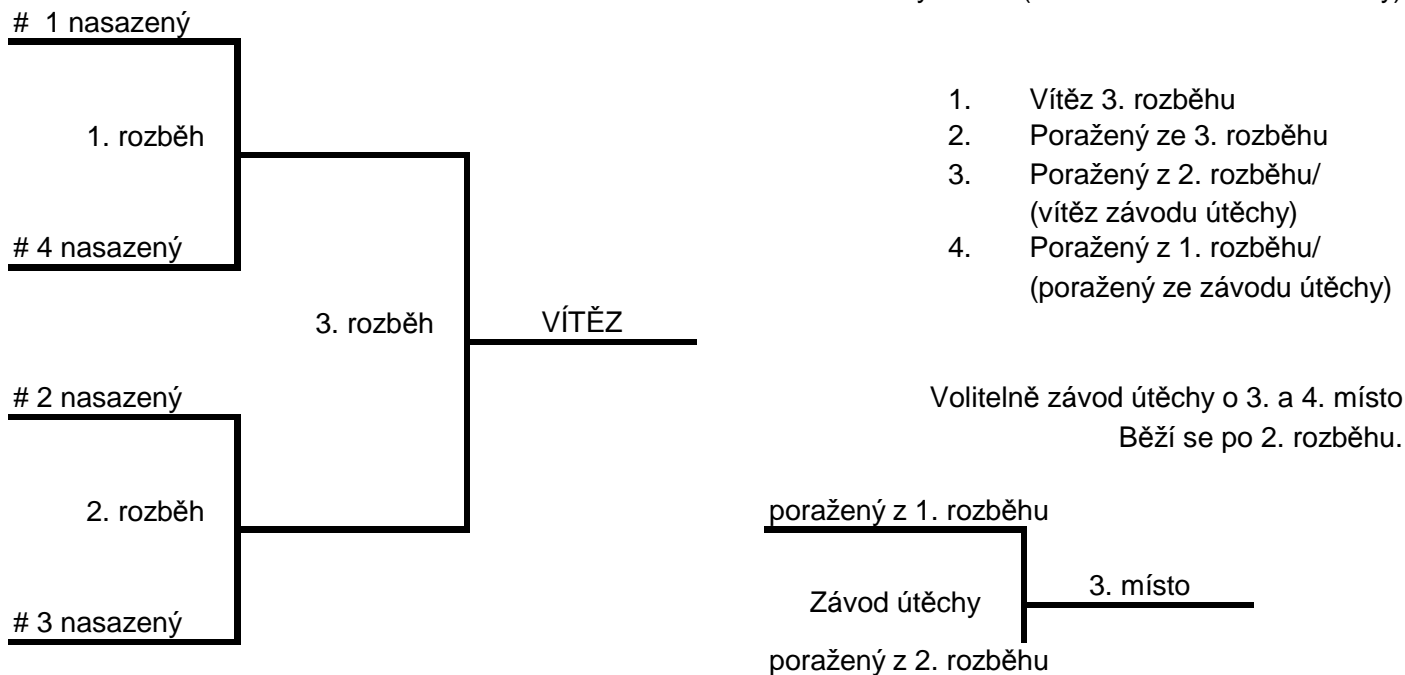 # 1 nasazený
1. rozběh
# 4 nasazený
3. rozběh
VÍTĚZ
# 2 nasazený
2. rozběh
# 3 nasazený
1. Vítěz 3. rozběhu
2. Poražený ze 3. rozběhu
3. Poražený z 2. rozběhu/
(vítěz závodu útěchy)
4. Poražený z 1. rozběhu/
(poražený ze závodu útěchy)
Volitelně závod útěchy o 3. a 4. místo
Běží se po 2. rozběhu.
poražený z 1. rozběhu
Závod útěchy
3. místo
poražený z 2. rozběhu